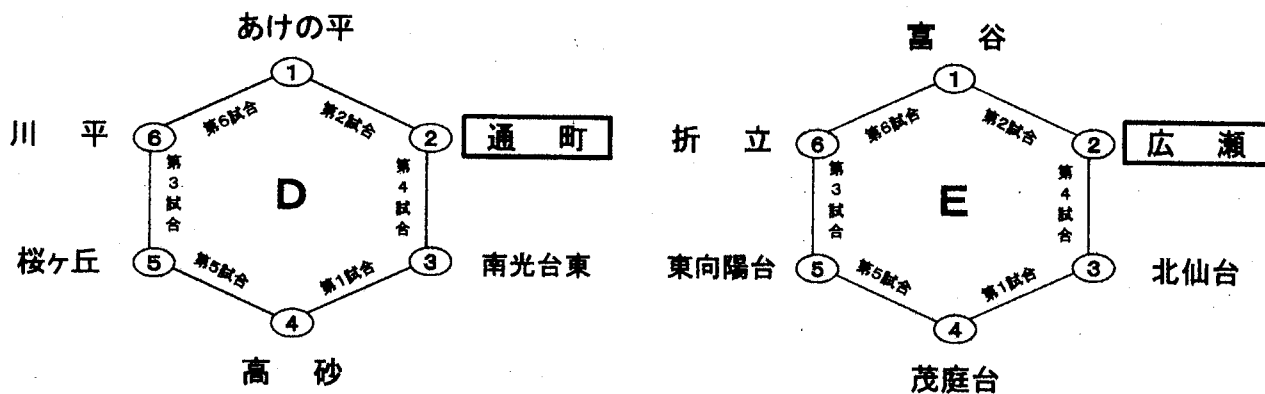 あけの平
①
川 平
⑥
第6試合
第2試合
②
通 町
第3試合
D
第4試合
桜ヶ丘
⑤
第5試合
第1試合
③
南光台東
④
高 砂
富 谷
①
折 立
⑥
第6試合
第2試合
②
広 瀬
第3試合
E
第4試合
東向陽台
⑤
第5試合
第1試合
③
北仙台
④
茂庭台